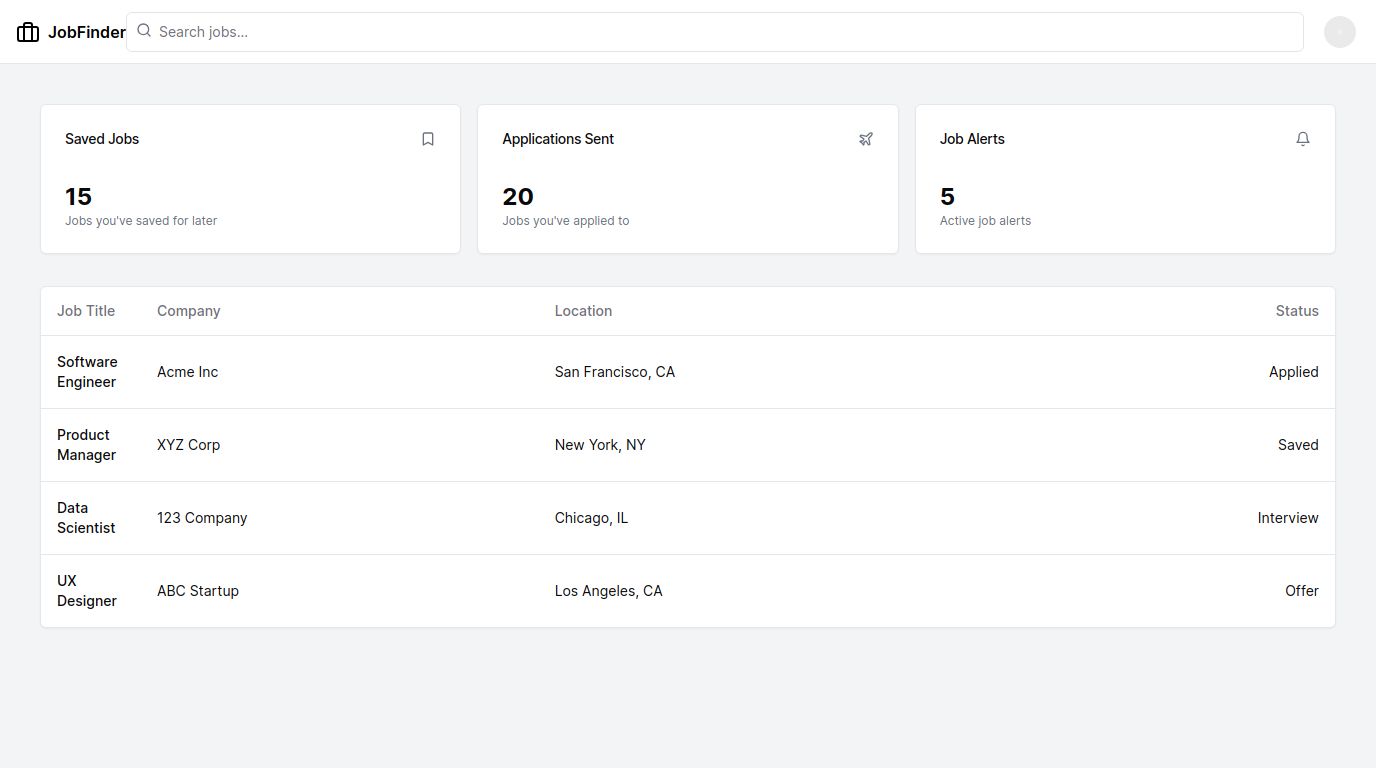 JobFinder
Search jobs...
Saved Jobs
15
Jobs you've saved for later
Applications Sent
20
Jobs you've applied to
Job Alerts
5
Active job alerts
Job Title Company Location Status
Software Engineer Acme Inc San Francisco, CA Applied
Product Manager XYZ Corp New York, NY Saved
Data Scientist 123 Company Chicago, IL Interview
UX Designer ABC Startup Los Angeles, CA Offer